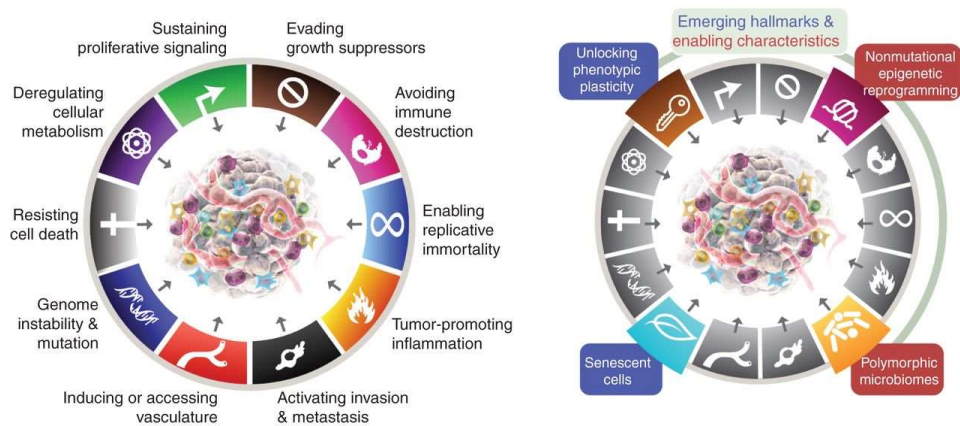 Sustaining
proliferative signaling
Evading
growth suppressors
Deregulating
cellular
metabolism
Avoiding
immune
destruction
Resisting
cell death
Enabling
replicative
immortality
Genome
instability &
mutation
Tumor-promoting
inflammation
Inducing or accessing
vasculature
Activating invasion
& metastasis
Emerging hallmarks &
enabling characteristics
Unlocking
phenotypic
plasticity
Nonmutational
epigenetic
reprogramming
Senescent
cells
Polymorphic
microbiomes